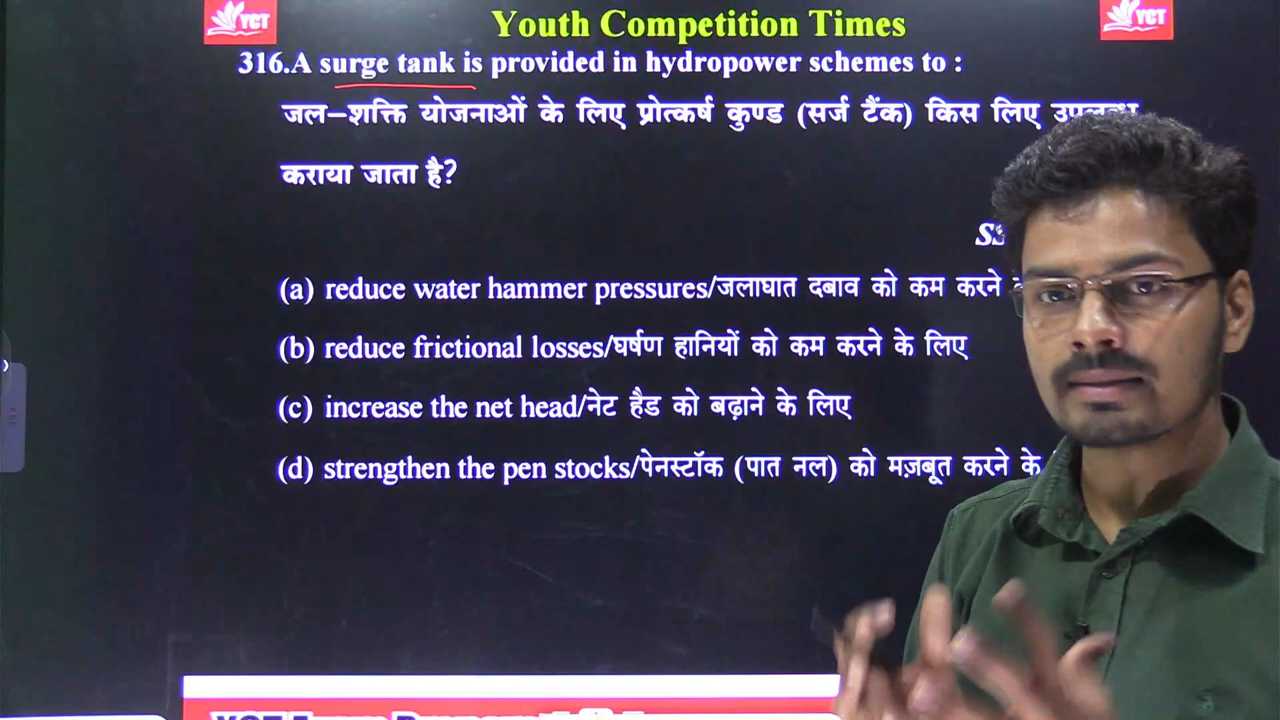 YCT
Youth Competition Times
YCT
316.A surge tank is provided in hydropower schemes to :
जल–शक्ति योजनाओं के लिए प्रोत्कर्ष कुण्ड (सर्ज टैंक) किस लिए उपलब्ध
कराया जाता है?
(a) reduce water hammer pressures/जलाघात दबाव को कम करने
(b) reduce frictional losses/घर्षण हानियों को कम करने के लिए
(c) increase the net head/नेट हैड को बढ़ाने के लिए
(d) strengthen the pen stocks/पेनस्टॉक (पात नल) को मज़बूत करने के